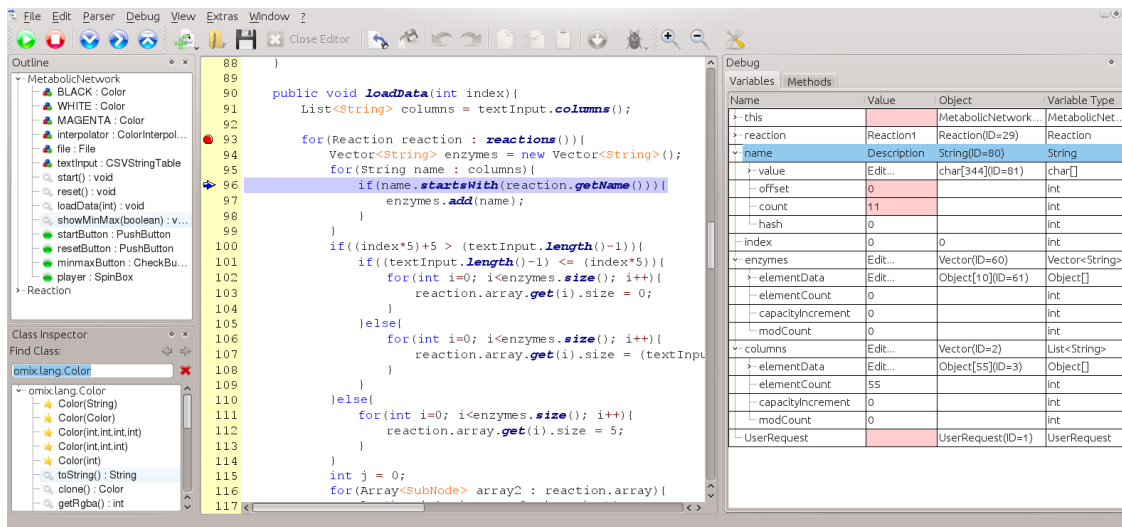 File Edit Parser Debug View Extras Window ?
Close Editor
Outline
MetabolicNetwork
BLACK : Color
WHITE : Color
MAGENTA : Color
interpolator : ColorInterpol...
file : File
textInput : CSVStringTable
start() : void
reset() : void
loadData(int) : void
showMinMax(boolean) : v...
startButton : PushButton
resetButton : PushButton
minmaxButton : CheckBu...
player : SpinBox
Reaction
Class Inspector
Find Class:
omix.lang.Color
omix.lang.Color
Color(String)
Color(Color)
Color(int,int,int,int)
Color(int,int,int)
Color(int)
toString() : String
clone() : Color
getRgba() : int
88 }
89
90 public void loadData(int index){
91 List<String> columns = textInput.columns();
92
93 for(Reaction reaction : reactions()){
94 Vector<String> enzymes = new Vector<String>();
95 for(String name : columns){
96 if(name.startsWith(reaction.getName())){
97 enzymes.add(name);
98 }
99 }
100 if((index*5)+5 > (textInput.length()-1)){
101 if((textInput.length()-1) <= (index*5)){
102 for(int i=0; i<enzymes.size(); i++){
103 reaction.array.get(i).size = 0;
104 }
105 }else{
106 for(int i=0; i<enzymes.size(); i++){
107 reaction.array.get(i).size = (textInpu
108 }
109 }
110 }else{
111 for(int i=0; i<enzymes.size(); i++){
112 reaction.array.get(i).size = 5;
113 }
114 }
115 int j = 0;
116 for(Array<SubNode> array2 : reaction.array){
117
Debug
Variables Methods
Name Value Object Variable Type
this MetabolicNetwork... MetabolicNet...
reaction Reaction1 Reaction(ID=29) Reaction
name Description String(ID=80) String
value Edit... char[344](ID=81) char[]
offset 0 int
count 11 int
hash 0 int
index 0 0 int
enzymes Edit... Vector(ID=60) Vector<String>
elementData Edit... Object[10](ID=61) Object[]
elementCount 0 int
capacityIncrement 0 int
modCount 0 int
columns Edit... Vector(ID=2) List<String>
elementData Edit... Object[55](ID=3) Object[]
elementCount 55 int
capacityIncrement 0 int
modCount 0 int
UserRequest UserRequest(ID=1) UserRequest